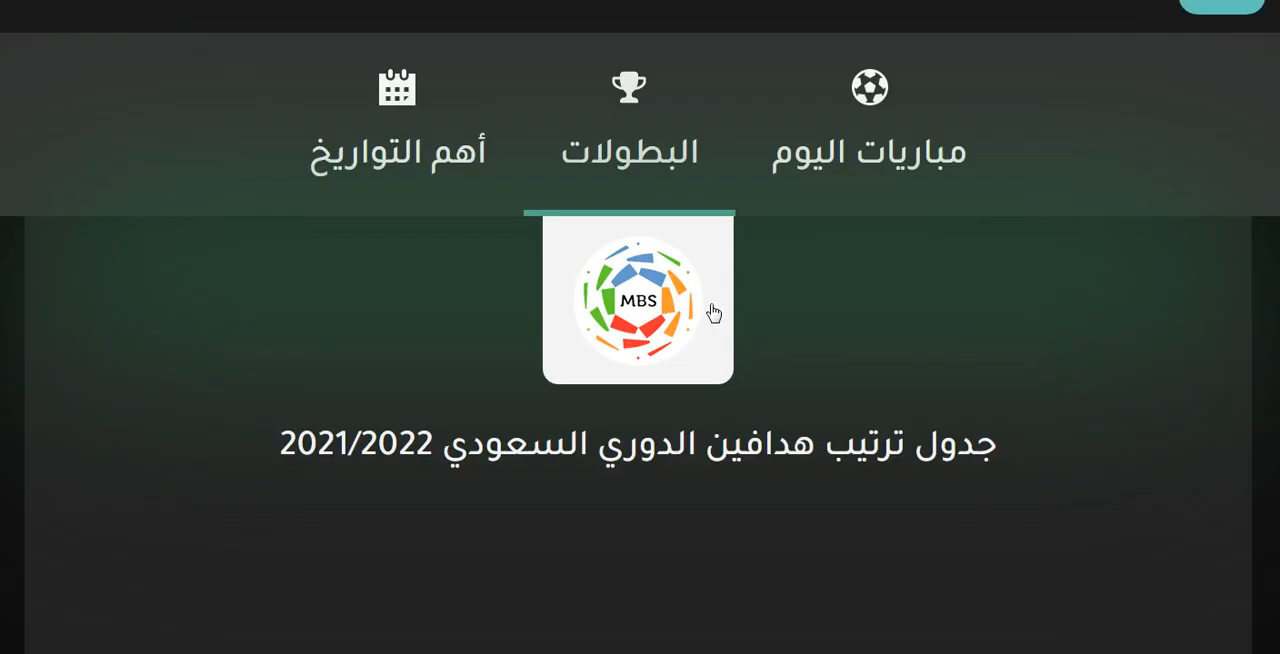 مباريات اليوم
البطولات
أهم التواريخ
MBS
جدول ترتيب هدافين الدوري السعودي 2021/2022